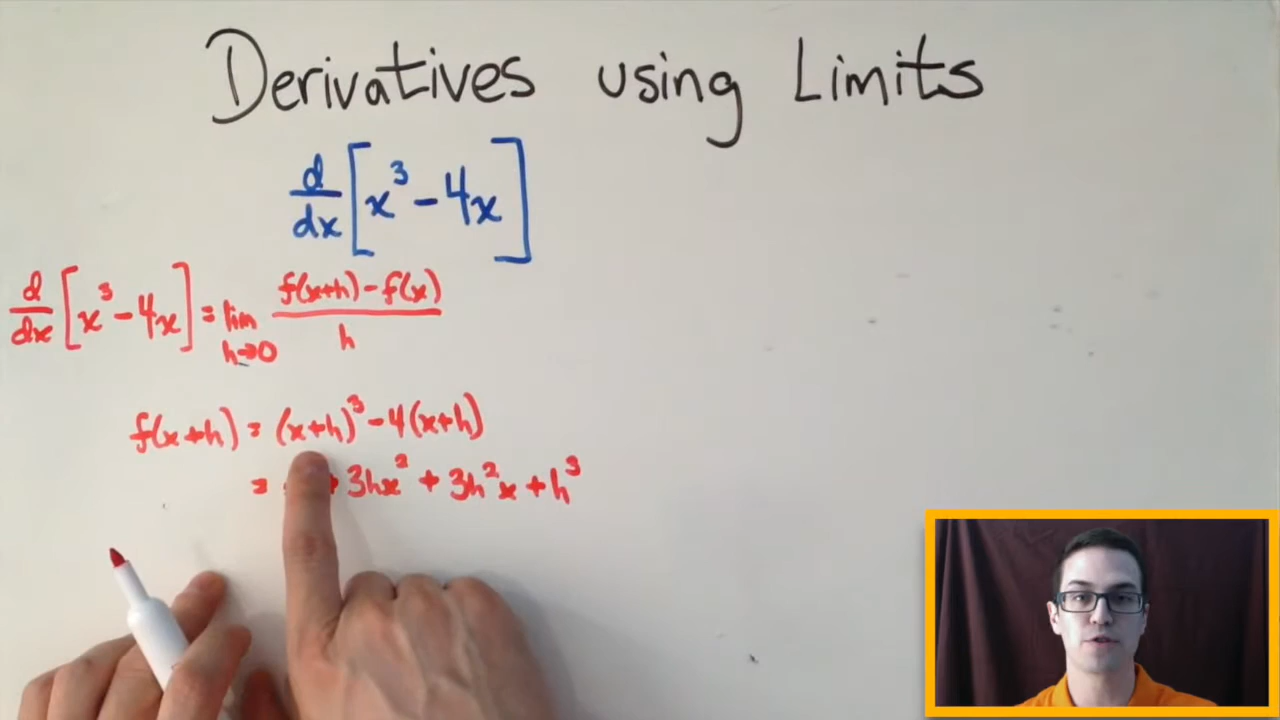 Derivatives using Limits
d/dx [x³ - 4x]
d/dx [x³ - 4x] = lim h→0 f(x+h) - f(x) / h
f(x+h) = (x+h)³ - 4(x+h)
= + 3hx² + 3h²x + h³